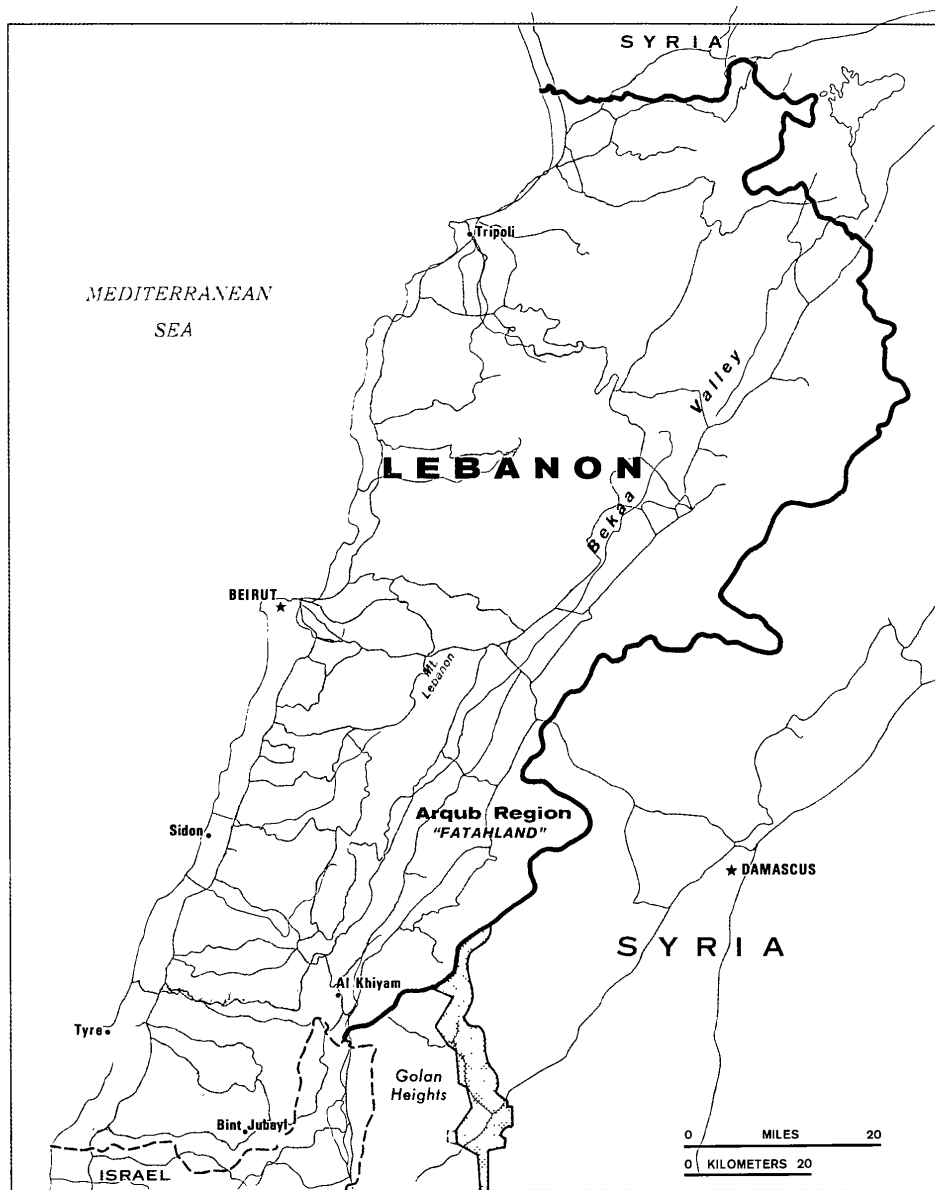 SYRIA
Tripoli
MEDITERRANEAN
SEA
Valley
LEBANON
Bekaa
BEIRUT
Mt.
Lebanon
Arqub Region
"FATAHLAND"
Sidon
DAMASCUS
SYRIA
Al Khiyam
Tyre
Golan
Heights
Bint Jubayl
ISRAEL
0 MILES 20
0 KILOMETERS 20